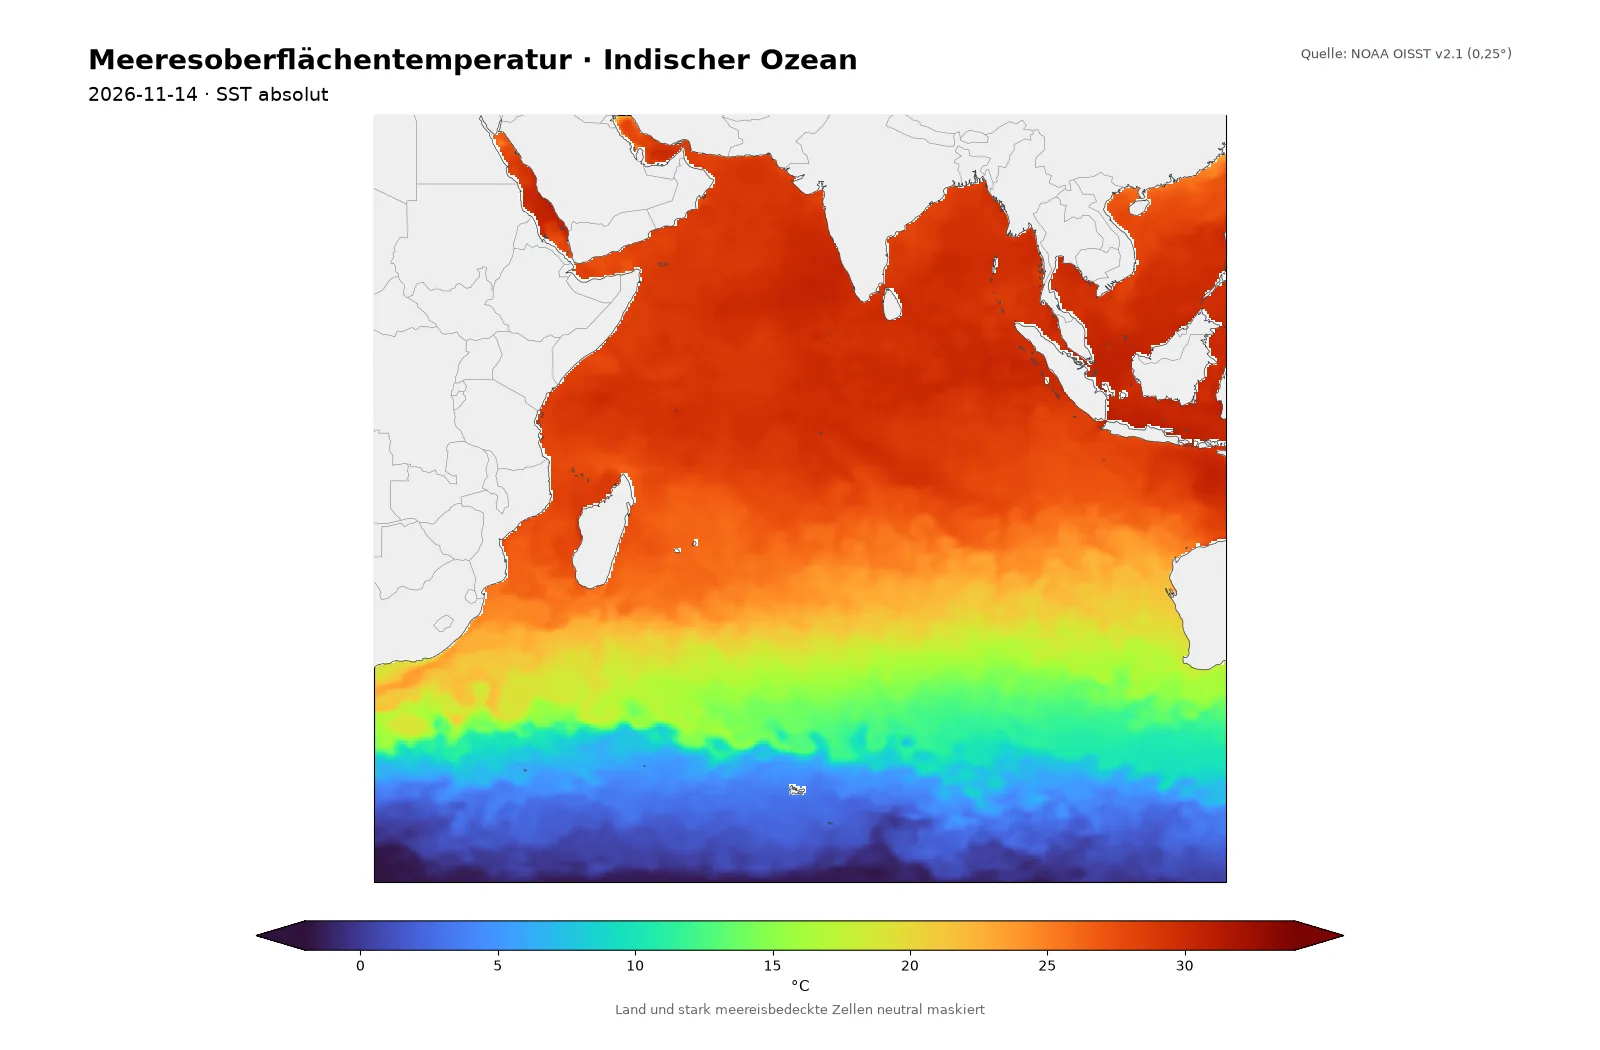 Meeresoberflächentemperatur · Indischer Ozean
Quelle: NOAA OISST v2.1 (0,25°)
2026-11-14 · SST absolut
0 5 10 15 20 25 30
°C
Land und stark meereisbedeckte Zellen neutral maskiert